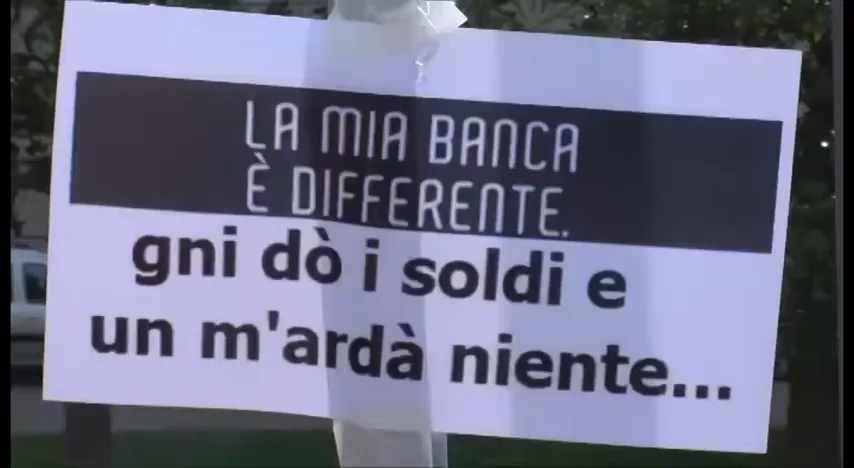 LA MIA BANCA
È DIFFERENTE.
gni dò i soldi e
un m'ardà niente...